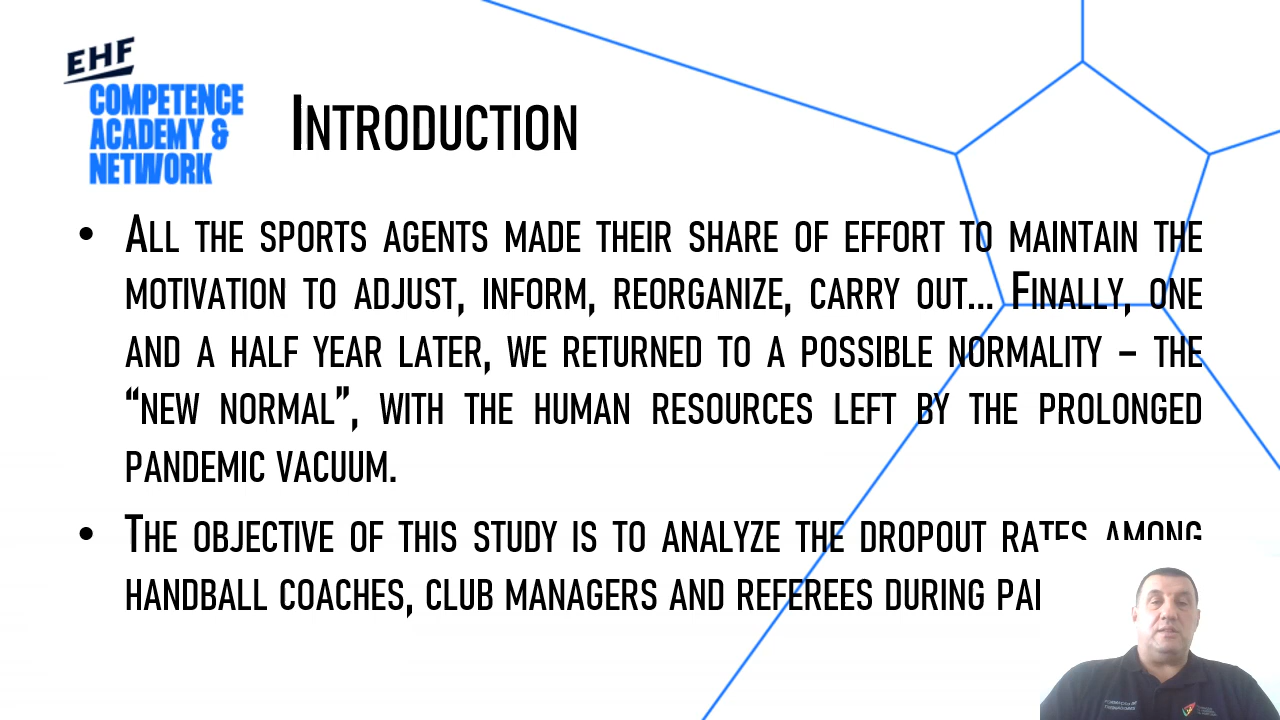 EHF
COMPETENCE
ACADEMY &
NETWORK
INTRODUCTION
• ALL THE SPORTS AGENTS MADE THEIR SHARE OF EFFORT TO MAINTAIN THE
MOTIVATION TO ADJUST, INFORM, REORGANIZE, CARRY OUT... FINALLY, ONE
AND A HALF YEAR LATER, WE RETURNED TO A POSSIBLE NORMALITY – THE
“NEW NORMAL”, WITH THE HUMAN RESOURCES LEFT BY THE PROLONGED
PANDEMIC VACUUM.
• THE OBJECTIVE OF THIS STUDY IS TO ANALYZE THE DROPOUT RATES AMONG
HANDBALL COACHES, CLUB MANAGERS AND REFEREES DURING